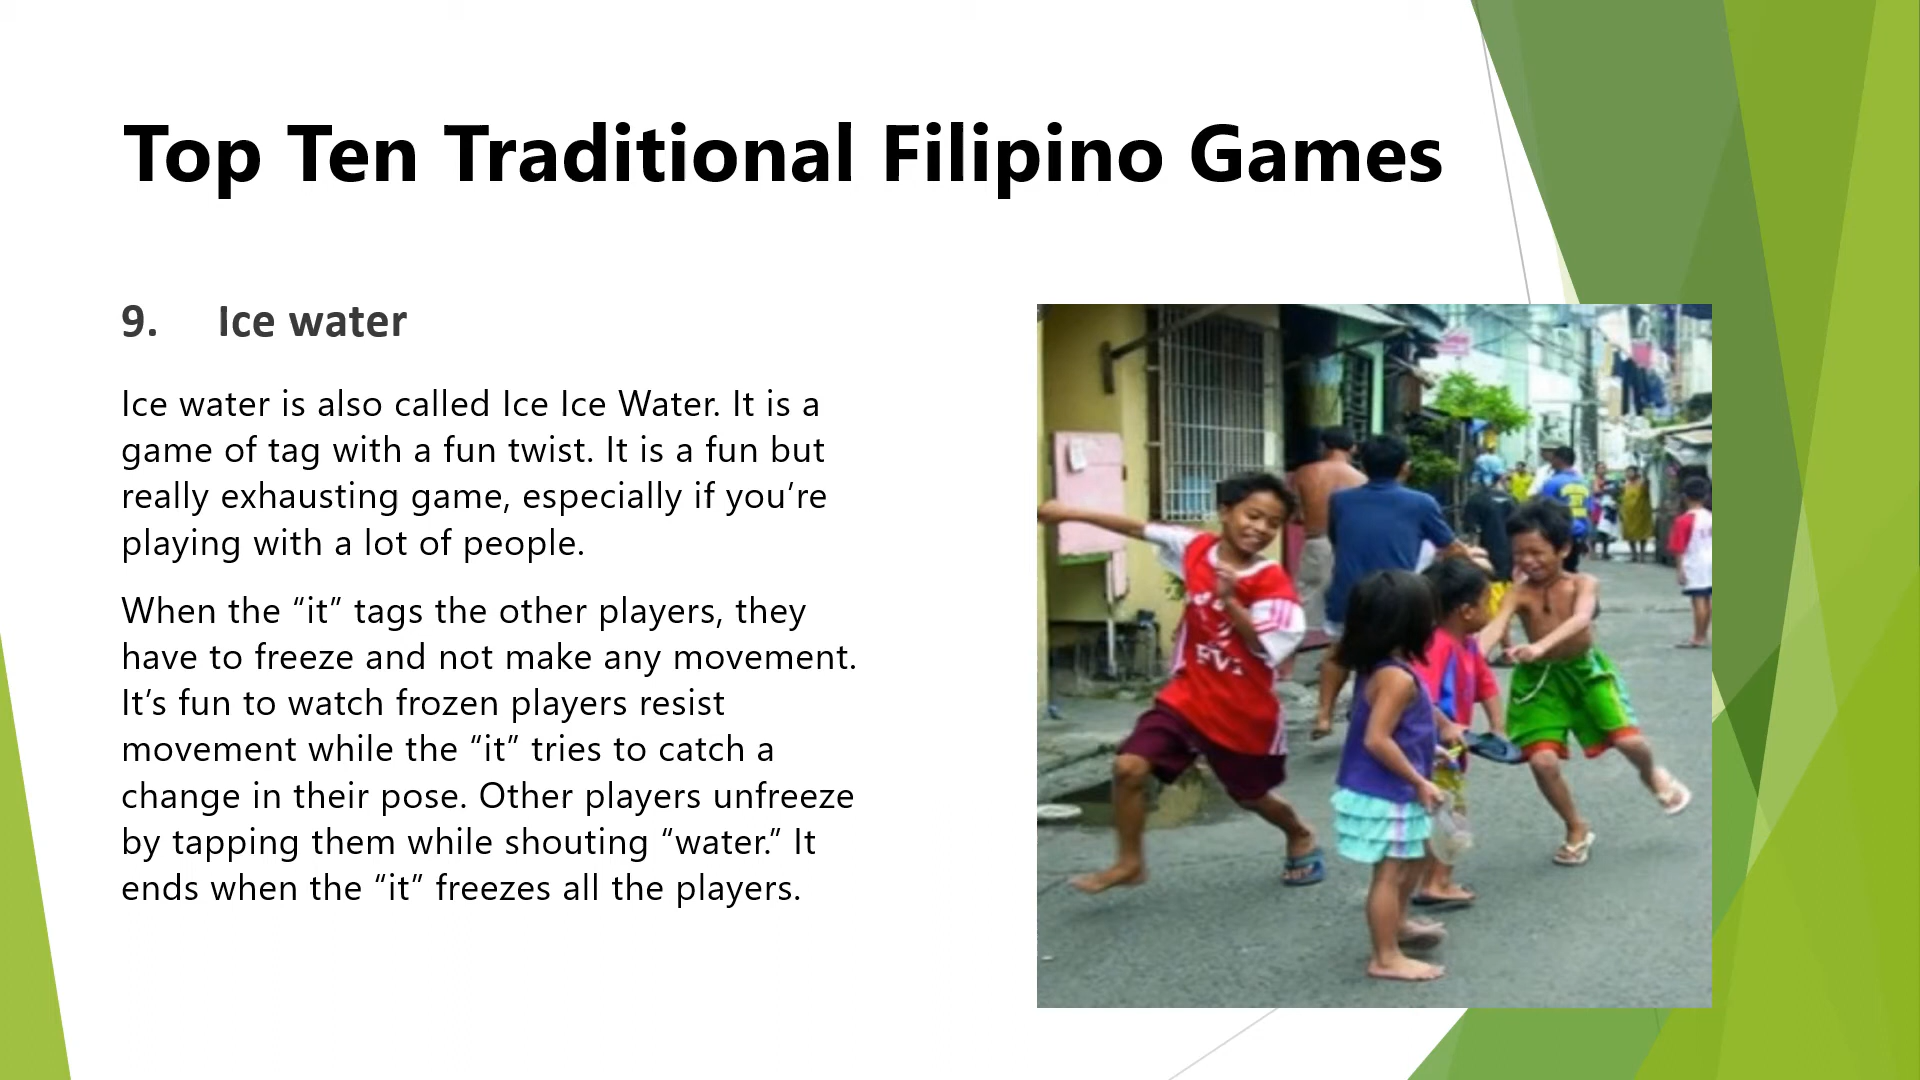 Top Ten Traditional Filipino Games
9. Ice water
Ice water is also called Ice Ice Water. It is a
game of tag with a fun twist. It is a fun but
really exhausting game, especially if you’re
playing with a lot of people.
When the “it” tags the other players, they
have to freeze and not make any movement.
It’s fun to watch frozen players resist
movement while the “it” tries to catch a
change in their pose. Other players unfreeze
by tapping them while shouting “water.” It
ends when the “it” freezes all the players.